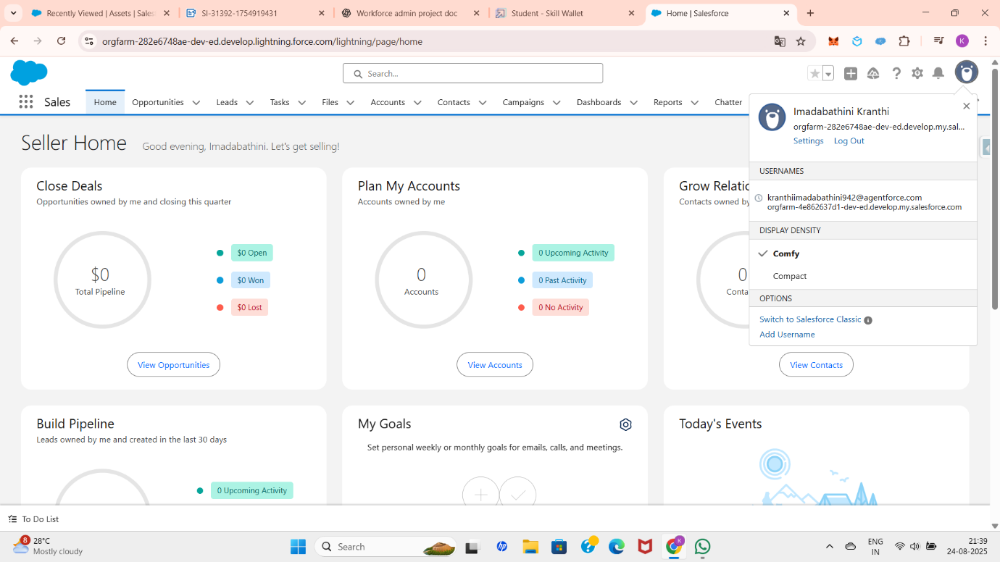 Recently Viewed | Assets | Sales
SI-31392-1754919431
Workforce admin project doc
Student - Skill Wallet
Home | Salesforce
orgfarm-282e6748ae-dev-ed.develop.lightning.force.com/lightning/page/home
K
Search...
Sales
Home
Opportunities
Leads
Tasks
Files
Accounts
Contacts
Campaigns
Dashboards
Reports
Chatter
Imadabathini Kranthi
orgfarm-282e6748ae-dev-ed.develop.my.sal...
Settings
Log Out
USERNAMES
kranthiimadabathini942@agentforce.com
orgfarm-4e862637d1-dev-ed.develop.my.salesforce.com
DISPLAY DENSITY
Comfy
Compact
OPTIONS
Switch to Salesforce Classic
Add Username
Seller Home
Good evening, Imadabathini. Let's get selling!
Close Deals
Opportunities owned by me and closing this quarter
$0
Total Pipeline
$0 Open
$0 Won
$0 Lost
View Opportunities
Plan My Accounts
Accounts owned by me
0
Accounts
0 Upcoming Activity
0 Past Activity
0 No Activity
View Accounts
Grow Relatio
Contacts owned by
0
Conta
View Contacts
Build Pipeline
Leads owned by me and created in the last 30 days
0 Upcoming Activity
My Goals
Set personal weekly or monthly goals for emails, calls, and meetings.
Today's Events
To Do List
8
28°C
Mostly cloudy
Search
K
ENG
IN
21:39
24-08-2025